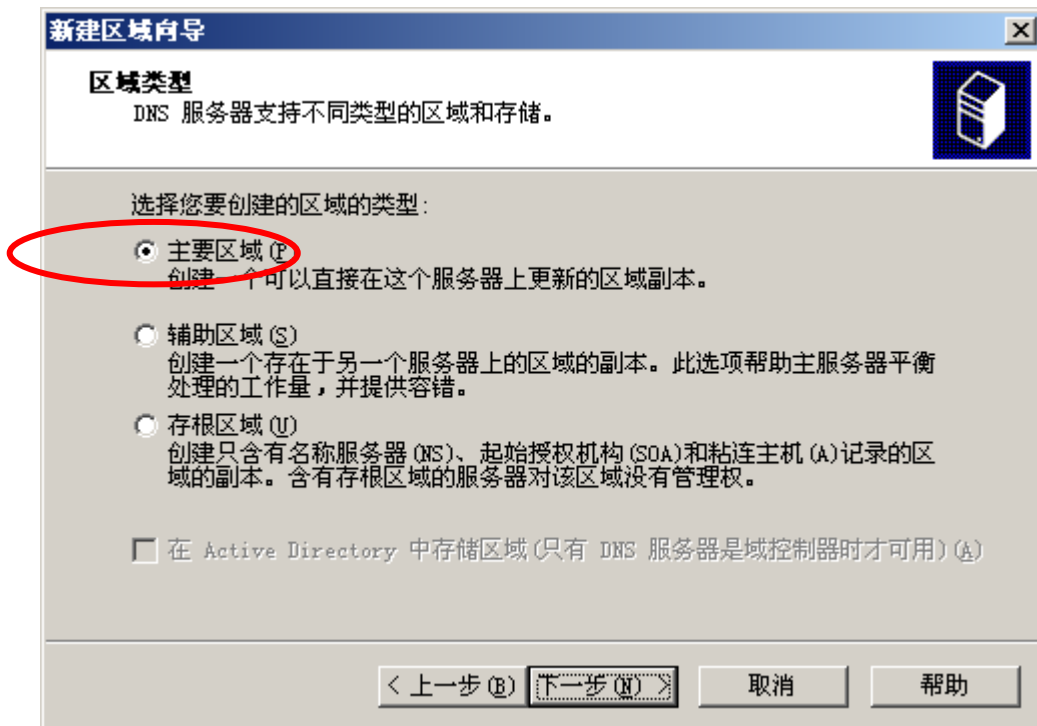 新建区域向导
区域类型
DNS 服务器支持不同类型的区域和存储。
选择您要创建的区域的类型:
主要区域(P
创建一个可以直接在这个服务器上更新的区域副本。
辅助区域(S)
创建一个存在于另一个服务器上的区域的副本。此选项帮助主服务器平衡
处理的工作量,并提供容错。
存根区域(U)
创建只含有名称服务器(NS)、起始授权机构(SOA)和粘连主机(A)记录的区
域的副本。含有存根区域的服务器对该区域没有管理权。
在 Active Directory 中存储区域(只有 DNS 服务器是域控制器时才可用)(A)
< 上一步(B) 下一步(N) > 取消 帮助